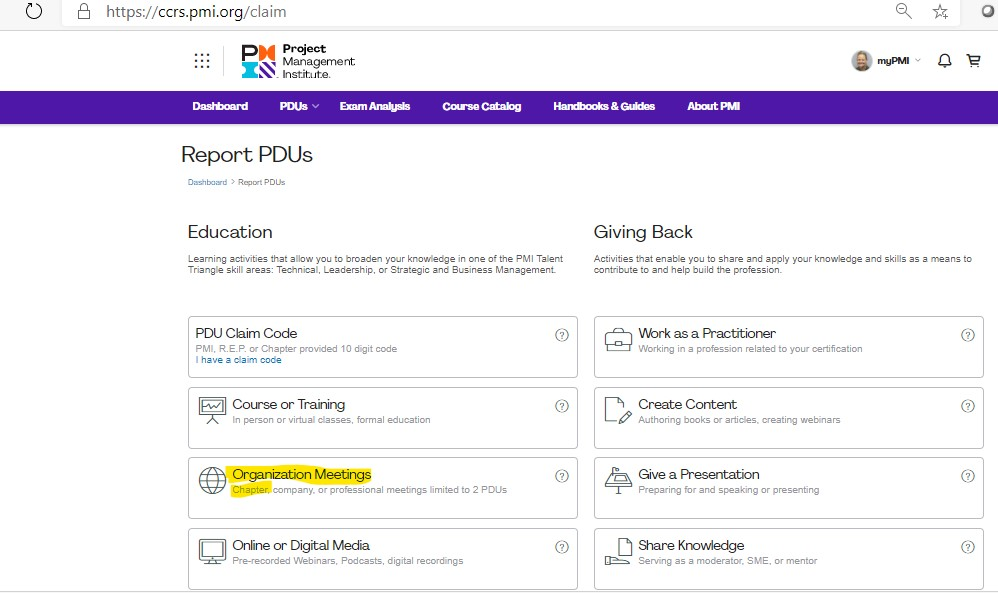 https://ccrs.pmi.org/claim
Project
Management
Institute.
myPMI
Dashboard PDUs Exam Analysis Course Catalog Handbooks & Guides About PMI
Report PDUs
Dashboard > Report PDUs
Education
Learning activities that allow you to broaden your knowledge in one of the PMI Talent
Triangle skill areas: Technical, Leadership, or Strategic and Business Management.
Giving Back
Activities that enable you to share and apply your knowledge and skills as a means to
contribute to and help build the profession.
PDU Claim Code ?
PMI, R.E.P. or Chapter provided 10 digit code
I have a claim code
Work as a Practitioner ?
Working in a profession related to your certification
Course or Training ?
In person or virtual classes, formal education
Create Content ?
Authoring books or articles, creating webinars
Organization Meetings ?
Chapter, company, or professional meetings limited to 2 PDUs
Give a Presentation ?
Preparing for and speaking or presenting
Online or Digital Media ?
Pre-recorded Webinars, Podcasts, digital recordings
Share Knowledge ?
Serving as a moderator, SME, or mentor